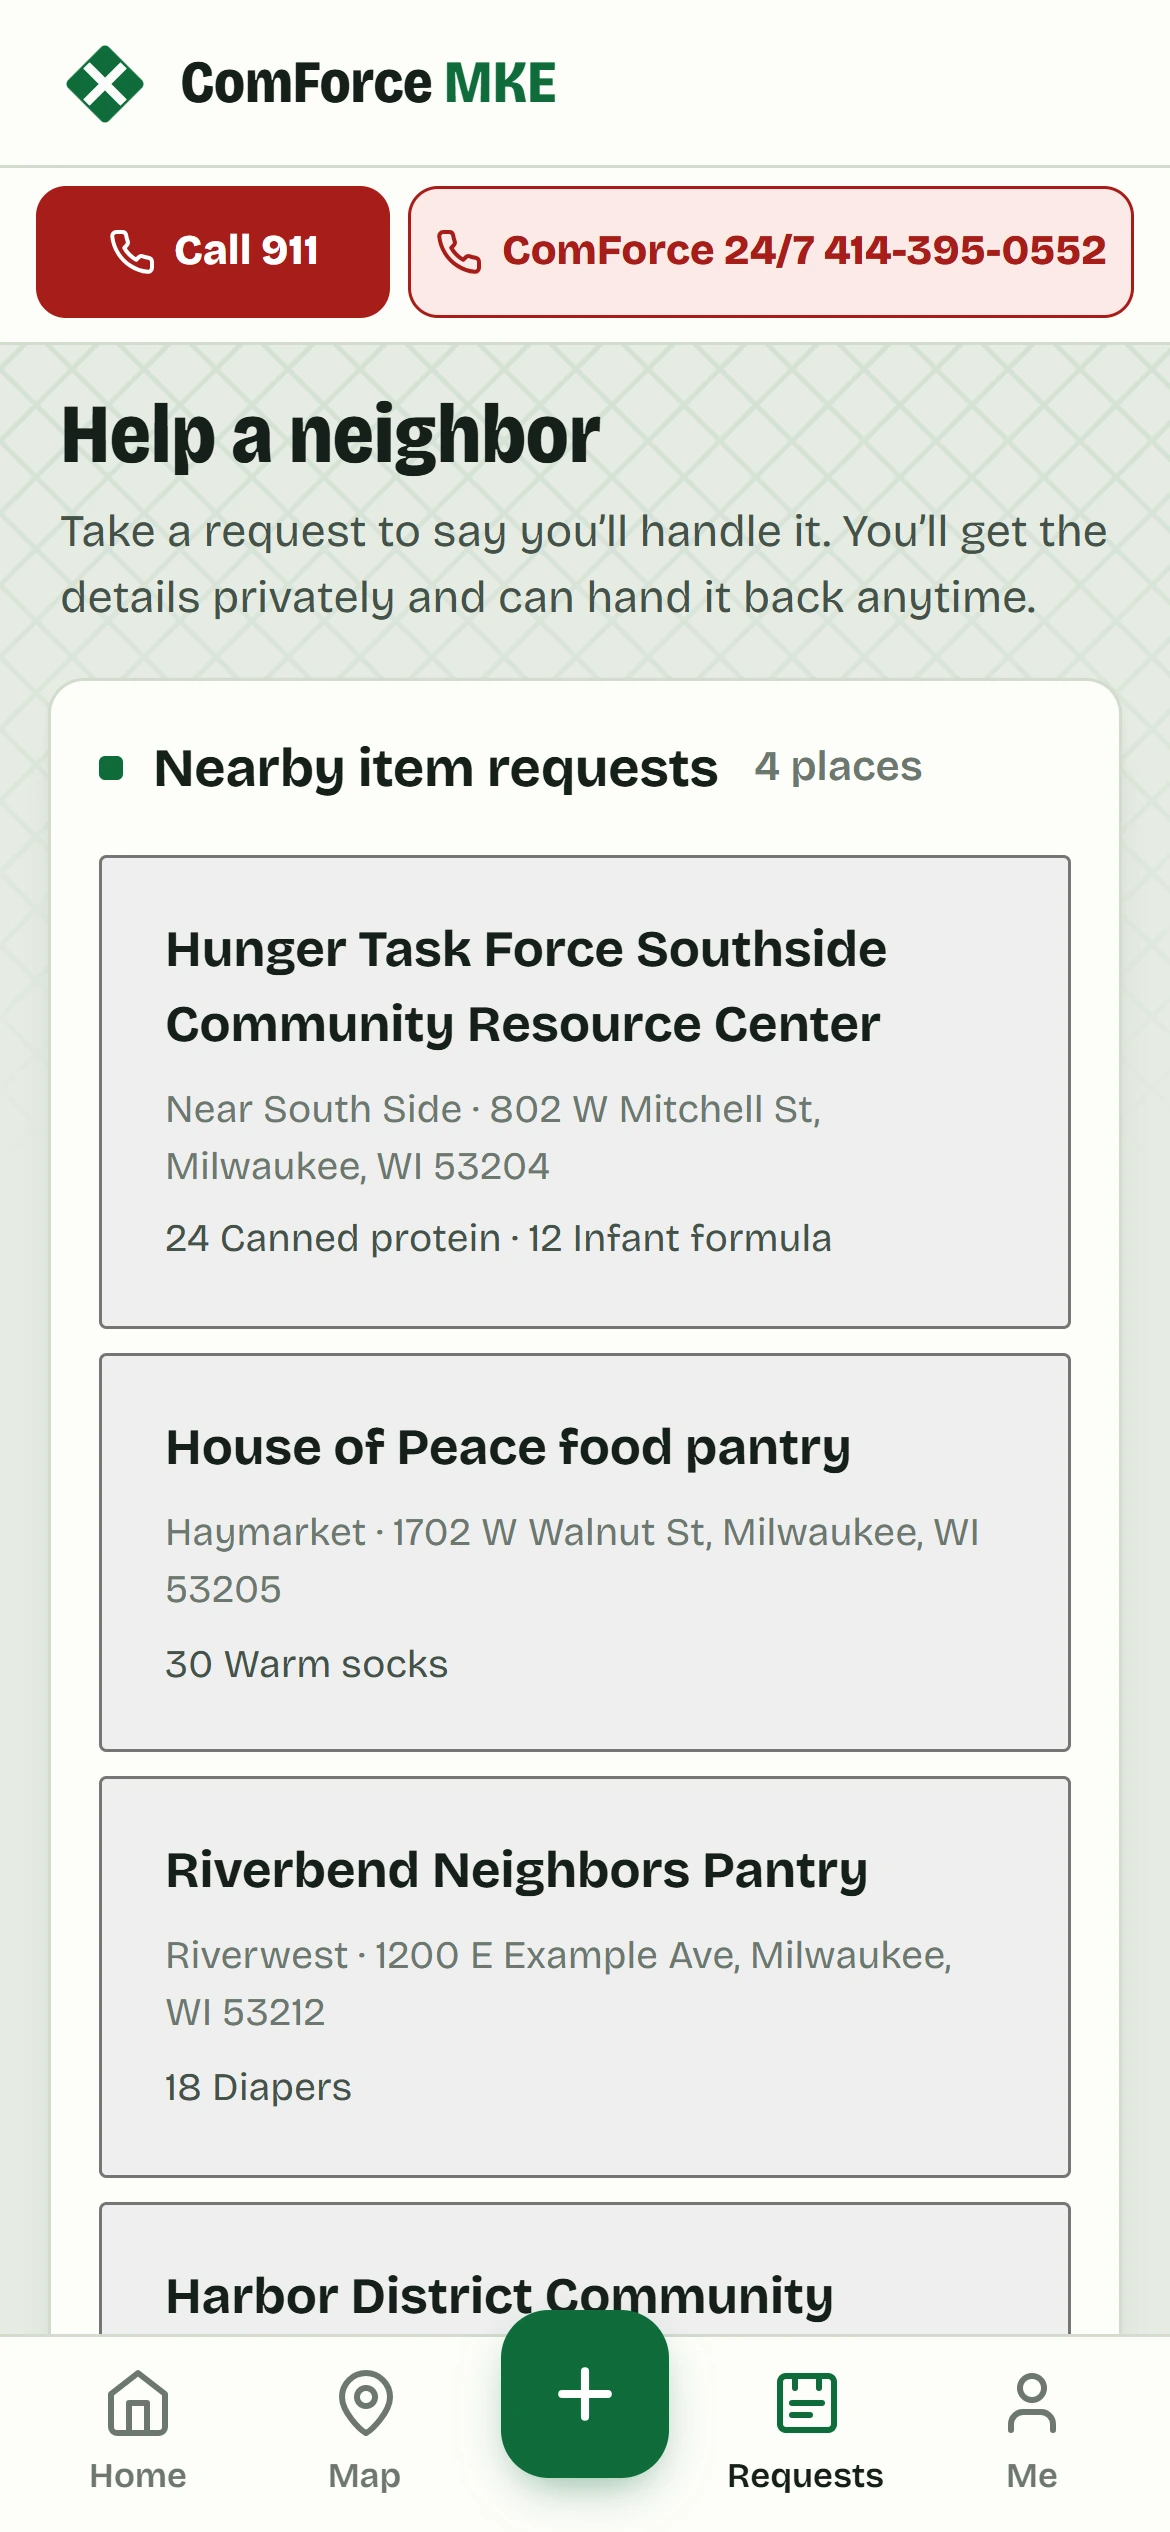 ComForce MKE
Call 911
ComForce 24/7 414-395-0552
Help a neighbor
Take a request to say you’ll handle it. You’ll get the
details privately and can hand it back anytime.
Nearby item requests 4 places
Hunger Task Force Southside
Community Resource Center
Near South Side · 802 W Mitchell St,
Milwaukee, WI 53204
24 Canned protein · 12 Infant formula
House of Peace food pantry
Haymarket · 1702 W Walnut St, Milwaukee, WI
53205
30 Warm socks
Riverbend Neighbors Pantry
Riverwest · 1200 E Example Ave, Milwaukee,
WI 53212
18 Diapers
Harbor District Community
Home
Map
Requests
Me